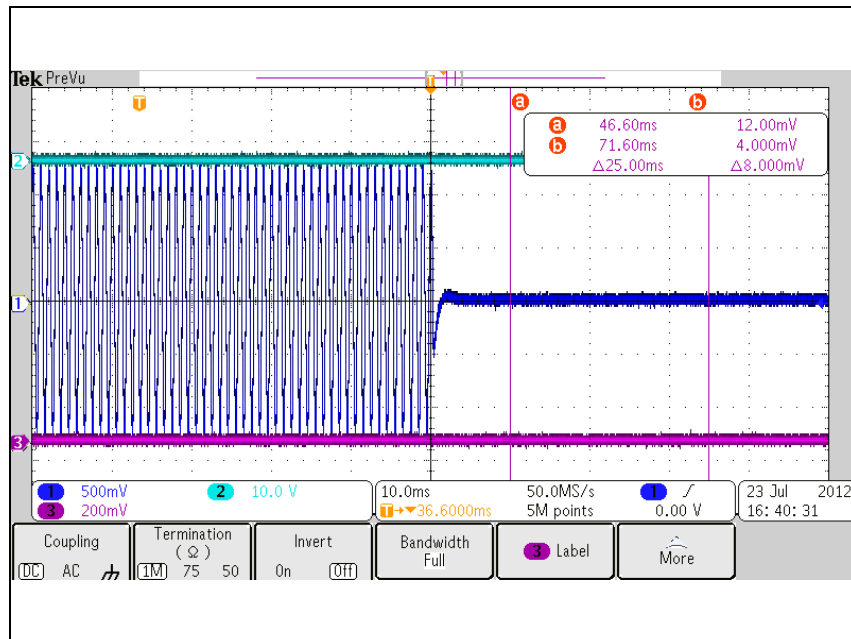 Tek PreVu
T
T
a b
a 46.60ms 12.00mV
b 71.60ms 4.000mV
Δ25.00ms Δ8.000mV
2
1
3
1 500mV 2 10.0 V
3 200mV
10.0ms 50.0MS/s 1 0.00 V
T→▼36.6000ms 5M points
23 Jul 2012
16:40:31
Coupling
DC AC
Termination
(Ω)
1M 75 50
Invert
On Off
Bandwidth
Full
3 Label
More